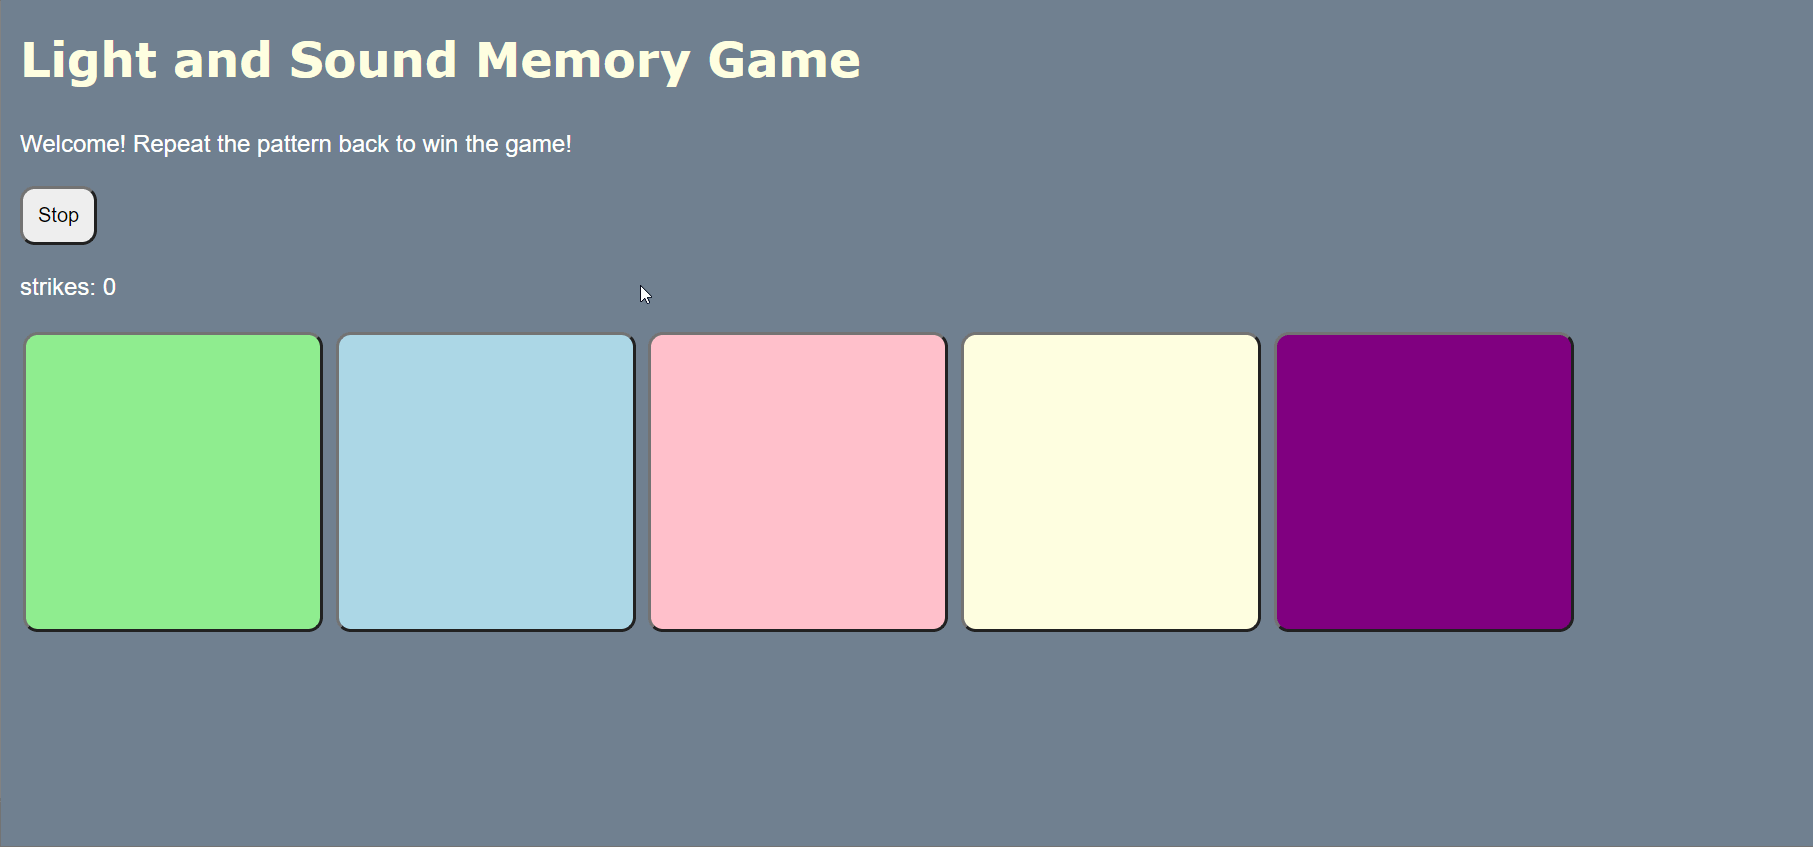 Light and Sound Memory Game
Welcome! Repeat the pattern back to win the game!
Stop
strikes: 0